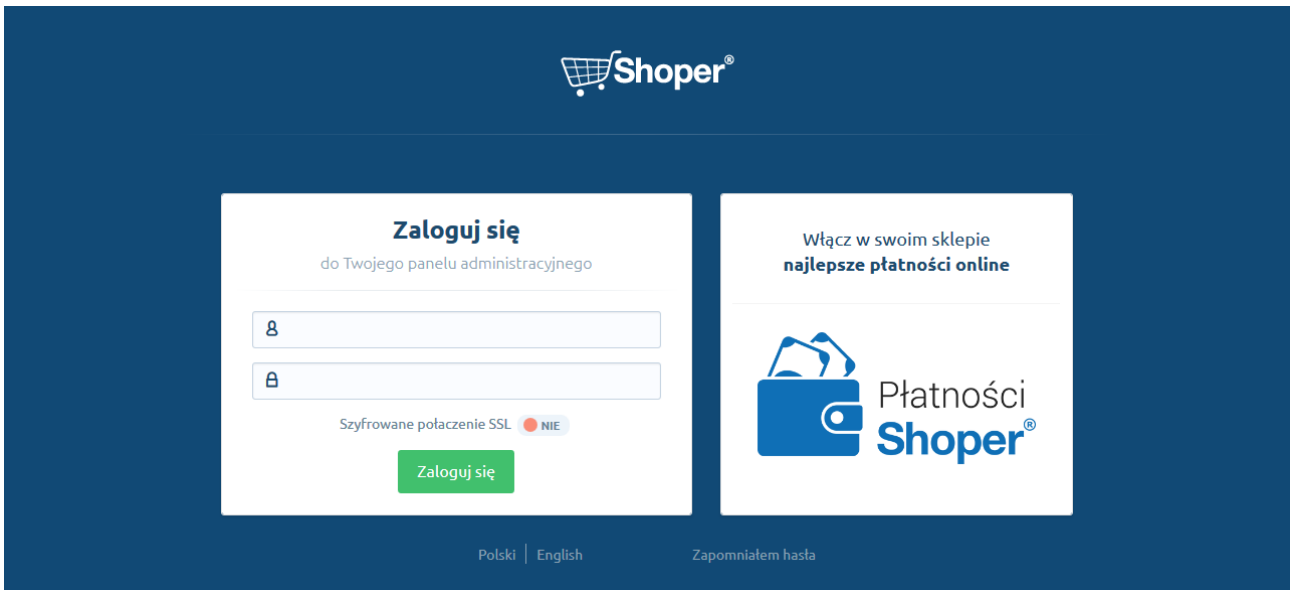 Shoper®
Zaloguj się
do Twojego panelu administracyjnego
Szyfrowane połaczenie SSL NIE
Zaloguj się
Włącz w swoim sklepie
najlepsze płatności online
Płatności
Shoper®
Polski English
Zapomniałem hasła